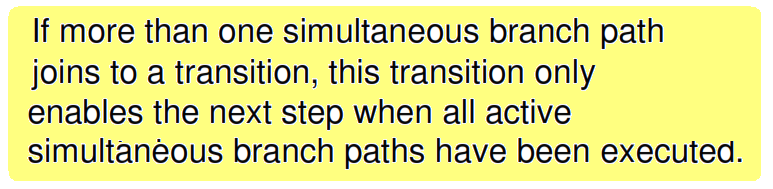 If more than one simultaneous branch path
joins to a transition, this transition only
enables the next step when all active
simultaneous branch paths have been executed.